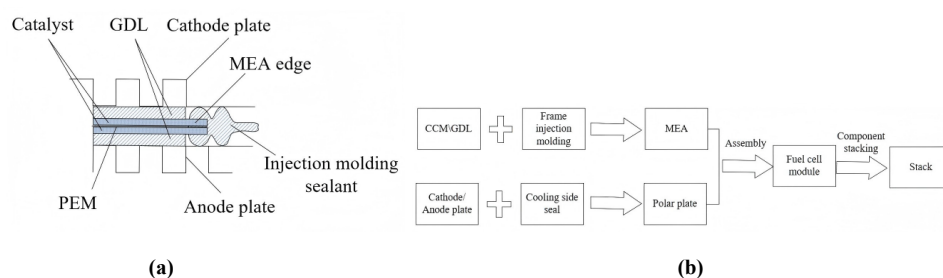 Catalyst
GDL
Cathode plate
MEA edge
Injection molding
sealant
PEM
Anode plate
(a)
CCM\GDL
Frame
injection
molding
MEA
Assembly
Fuel cell
module
Component
stacking
Stack
Cathode/
Anode plate
Cooling side
seal
Polar plate
(b)